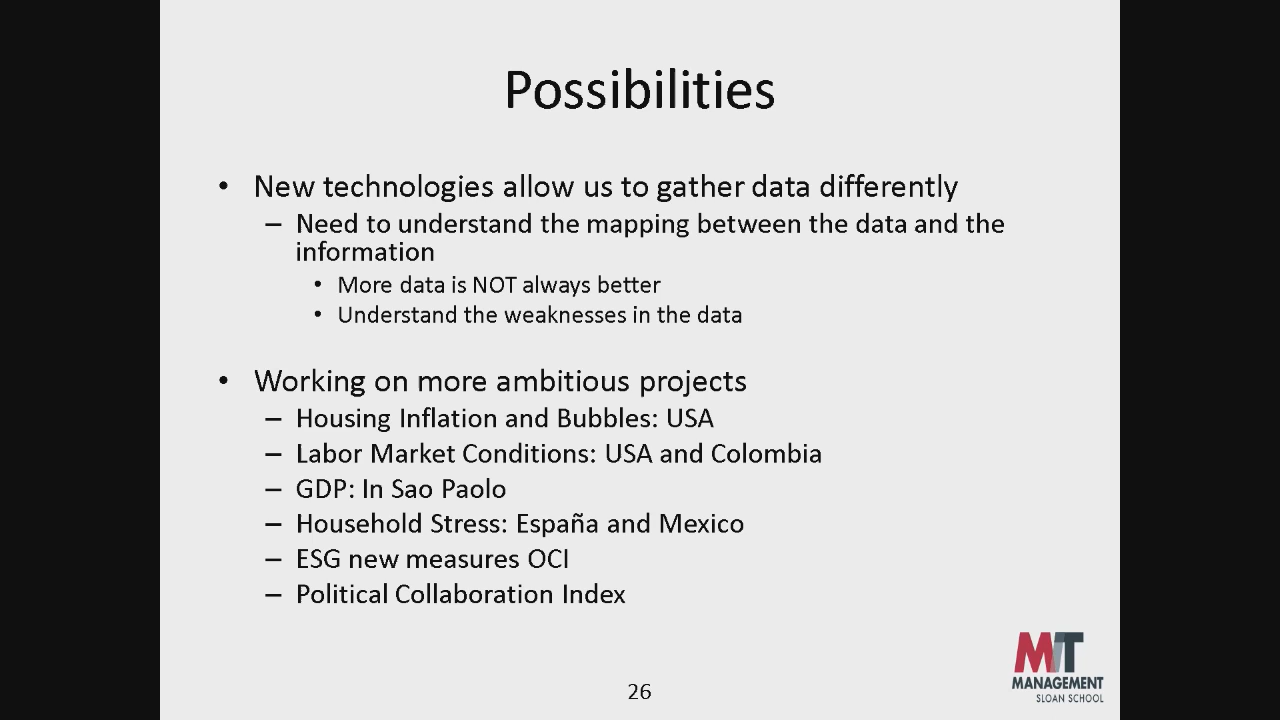 Possibilities
• New technologies allow us to gather data differently
– Need to understand the mapping between the data and the
information
• More data is NOT always better
• Understand the weaknesses in the data
• Working on more ambitious projects
– Housing Inflation and Bubbles: USA
– Labor Market Conditions: USA and Colombia
– GDP: In Sao Paolo
– Household Stress: España and Mexico
– ESG new measures OCI
– Political Collaboration Index
26
MIT
MANAGEMENT
SLOAN SCHOOL